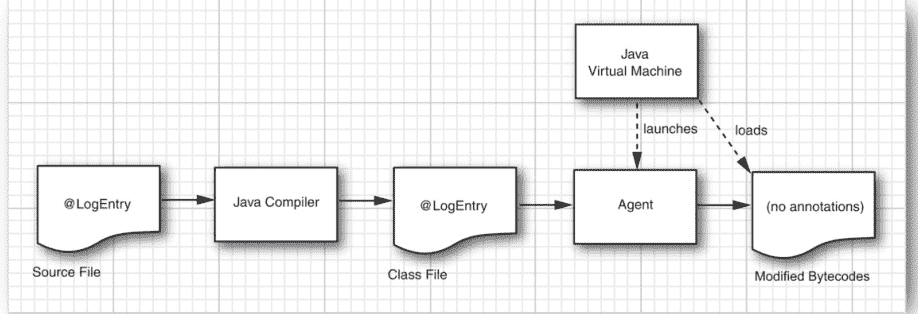 Java
Virtual Machine
launches
loads
@LogEntry
Java Compiler
@LogEntry
Agent
(no annotations)
Source File
Class File
Modified Bytecodes